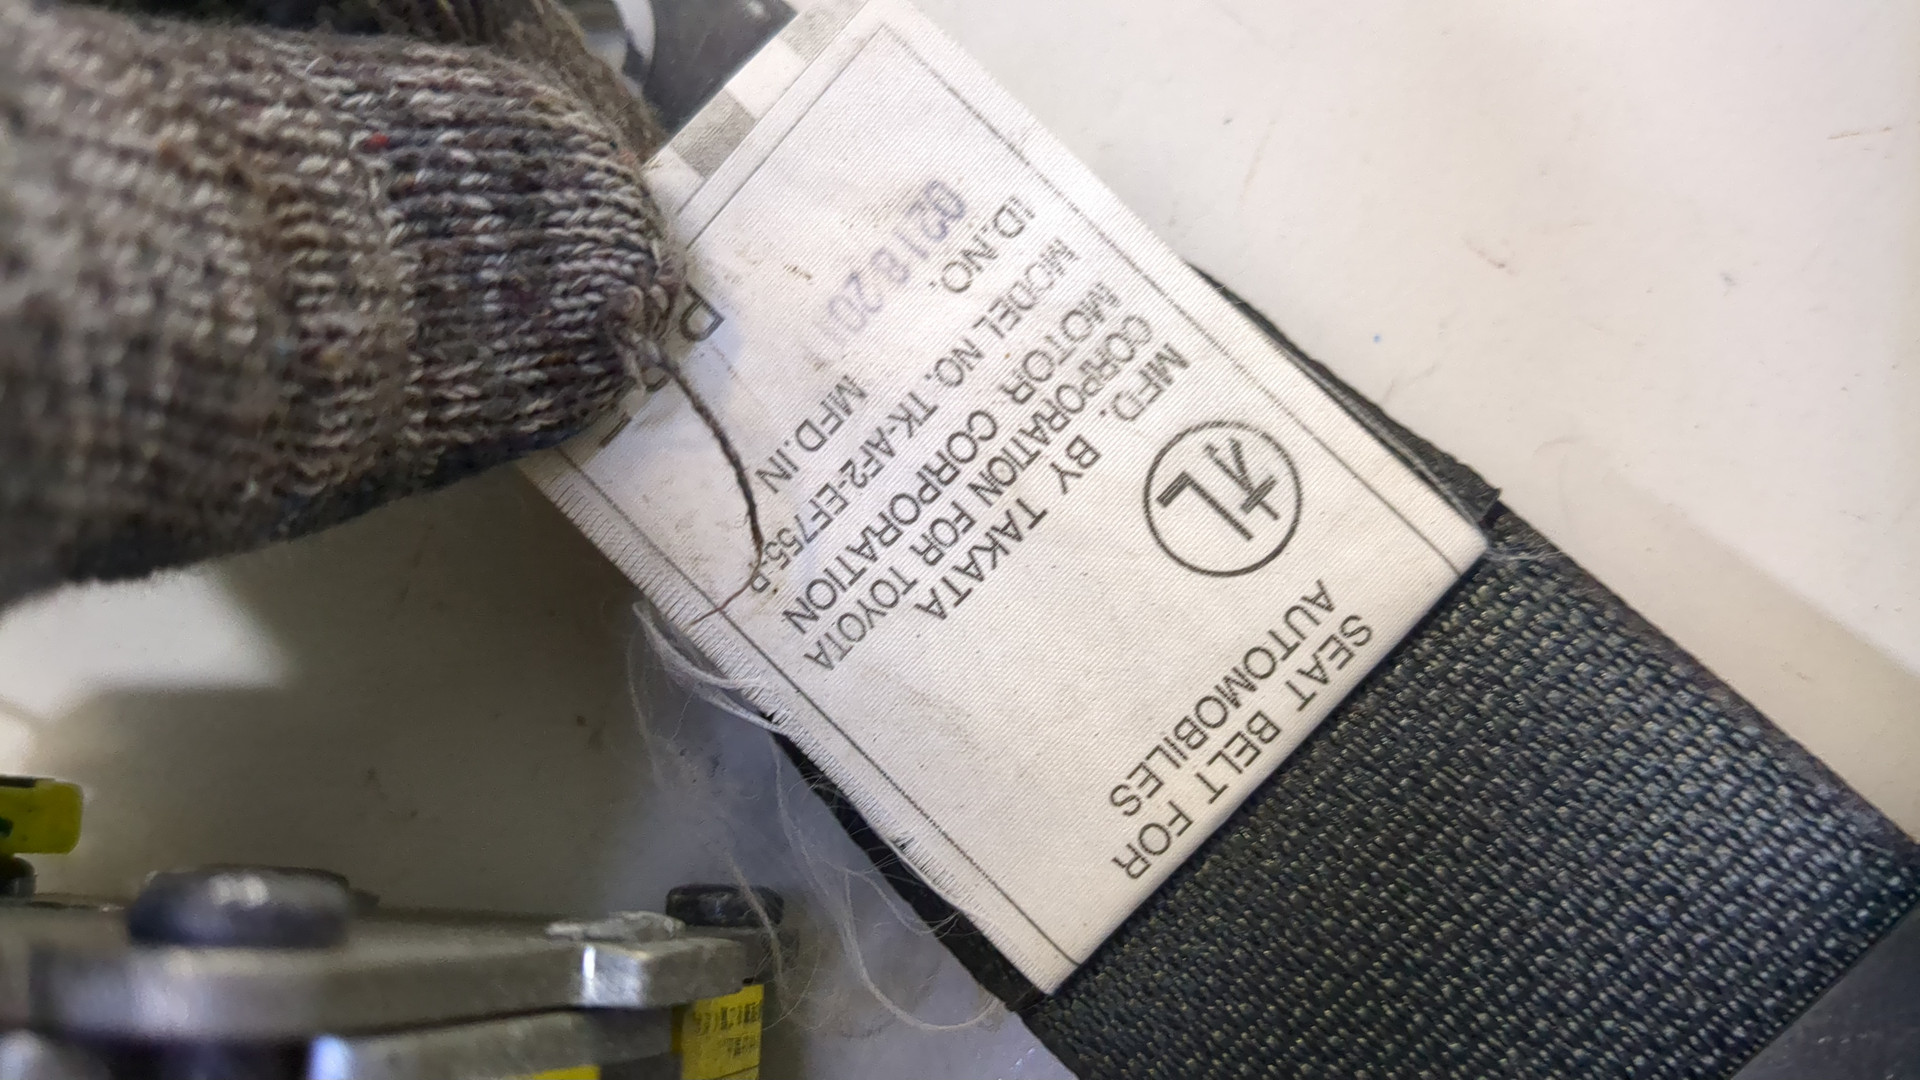 SEAT BELT FOR
AUTOMOBILES
MFD. BY TAKATA
CORPORATION FOR TOYOTA
MOTOR CORPORATION
MODEL NO. TK-AF2-EF755-P
ID.NO. MFD.IN